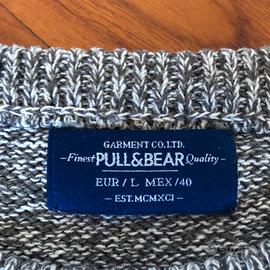 GARMENT CO.LTD.
–Finest PULL&BEAR Quality–
EUR / L MEX /40
– EST.MCMXCI –